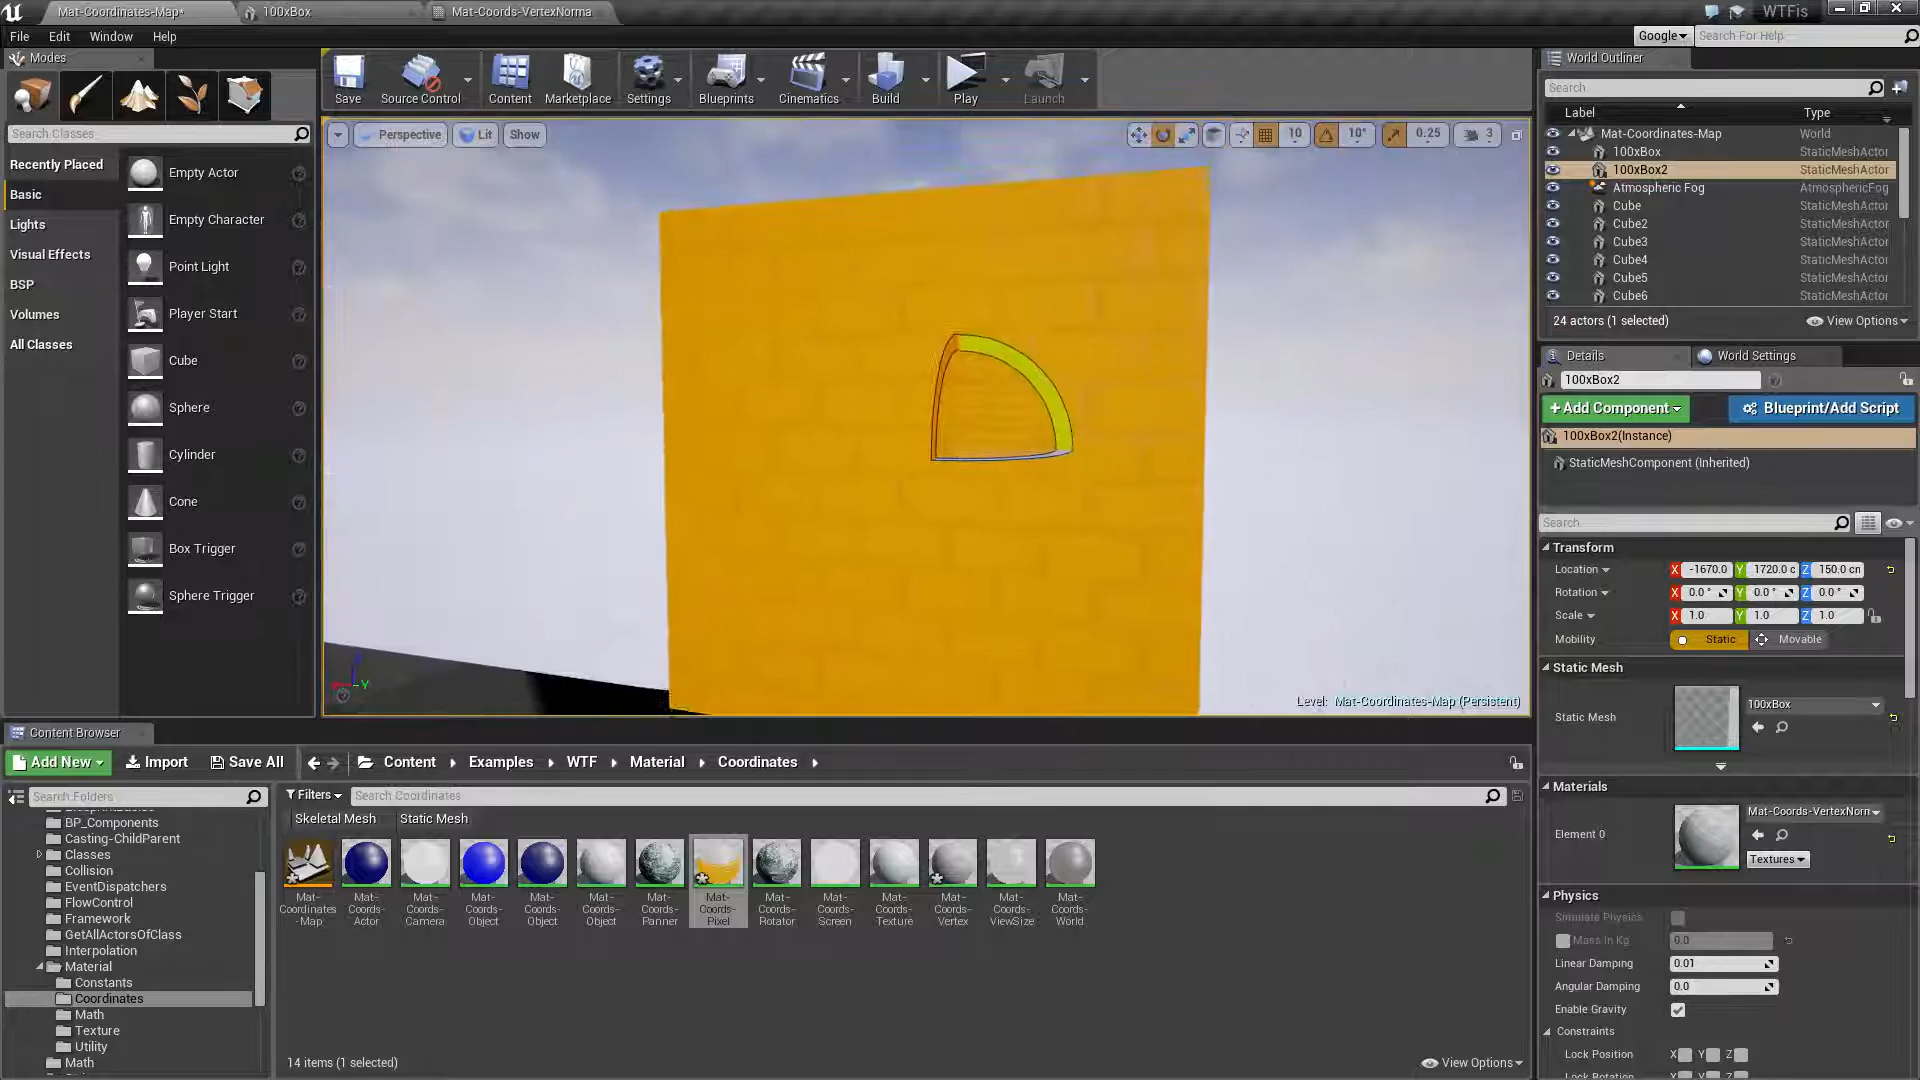 Mat-Coordinates-Map*
100xBox
Mat-Coords-VertexNorma
WTFis
File Edit Window Help
Google
Search For Help
Modes
Save
Source Control
Content
Marketplace
Settings
Blueprints
Cinematics
Build
Play
Launch
Search Classes
Recently Placed
Basic
Lights
Visual Effects
BSP
Volumes
All Classes
Empty Actor
Empty Character
Point Light
Player Start
Cube
Sphere
Cylinder
Cone
Box Trigger
Sphere Trigger
Perspective
Lit
Show
10
10°
0.25
3
Y
Level: Mat-Coordinates-Map (Persistent)
World Outliner
Search
Label Type
Mat-Coordinates-Map World
100xBox StaticMeshActor
100xBox2 StaticMeshActor
Atmospheric Fog AtmosphericFog
Cube StaticMeshActor
Cube2 StaticMeshActor
Cube3 StaticMeshActor
Cube4 StaticMeshActor
Cube5 StaticMeshActor
Cube6 StaticMeshActor
24 actors (1 selected)
View Options
Details
World Settings
100xBox2
+Add Component
Blueprint/Add Script
100xBox2(Instance)
StaticMeshComponent (Inherited)
Search
Transform
Location X -1670.0 Y 1720.0 c Z 150.0 cm
Rotation X 0.0 ° Y 0.0 ° Z 0.0 °
Scale X 1.0 Y 1.0 Z 1.0
Mobility Static Movable
Static Mesh
Static Mesh
100xBox
Materials
Element 0
Mat-Coords-VertexNorm
Textures
Physics
Simulate Physics
Mass In Kg 0.0
Linear Damping 0.01
Angular Damping 0.0
Enable Gravity
Constraints
Lock Position X Y Z
Lock Rotation X Y Z
Content Browser
Add New
Import
Save All
Content
Examples
WTF
Material
Coordinates
Search Folders
BP_Components
Casting-ChildParent
Classes
Collision
EventDispatchers
FlowControl
Framework
GetAllActorsOfClass
Interpolation
Material
Constants
Coordinates
Math
Texture
Utility
Math
Filters
Search Coordinates
Skeletal Mesh
Static Mesh
Mat-
Coordinates
-Map
Mat-
Coords-
Actor
Mat-
Coords-
Camera
Mat-
Coords-
Object
Mat-
Coords-
Object
Mat-
Coords-
Object
Mat-
Coords-
Panner
Mat-
Coords-
Pixel
Mat-
Coords-
Rotator
Mat-
Coords-
Screen
Mat-
Coords-
Texture
Mat-
Coords-
Vertex
Mat-
Coords-
ViewSize
Mat-
Coords-
World
14 items (1 selected)
View Options